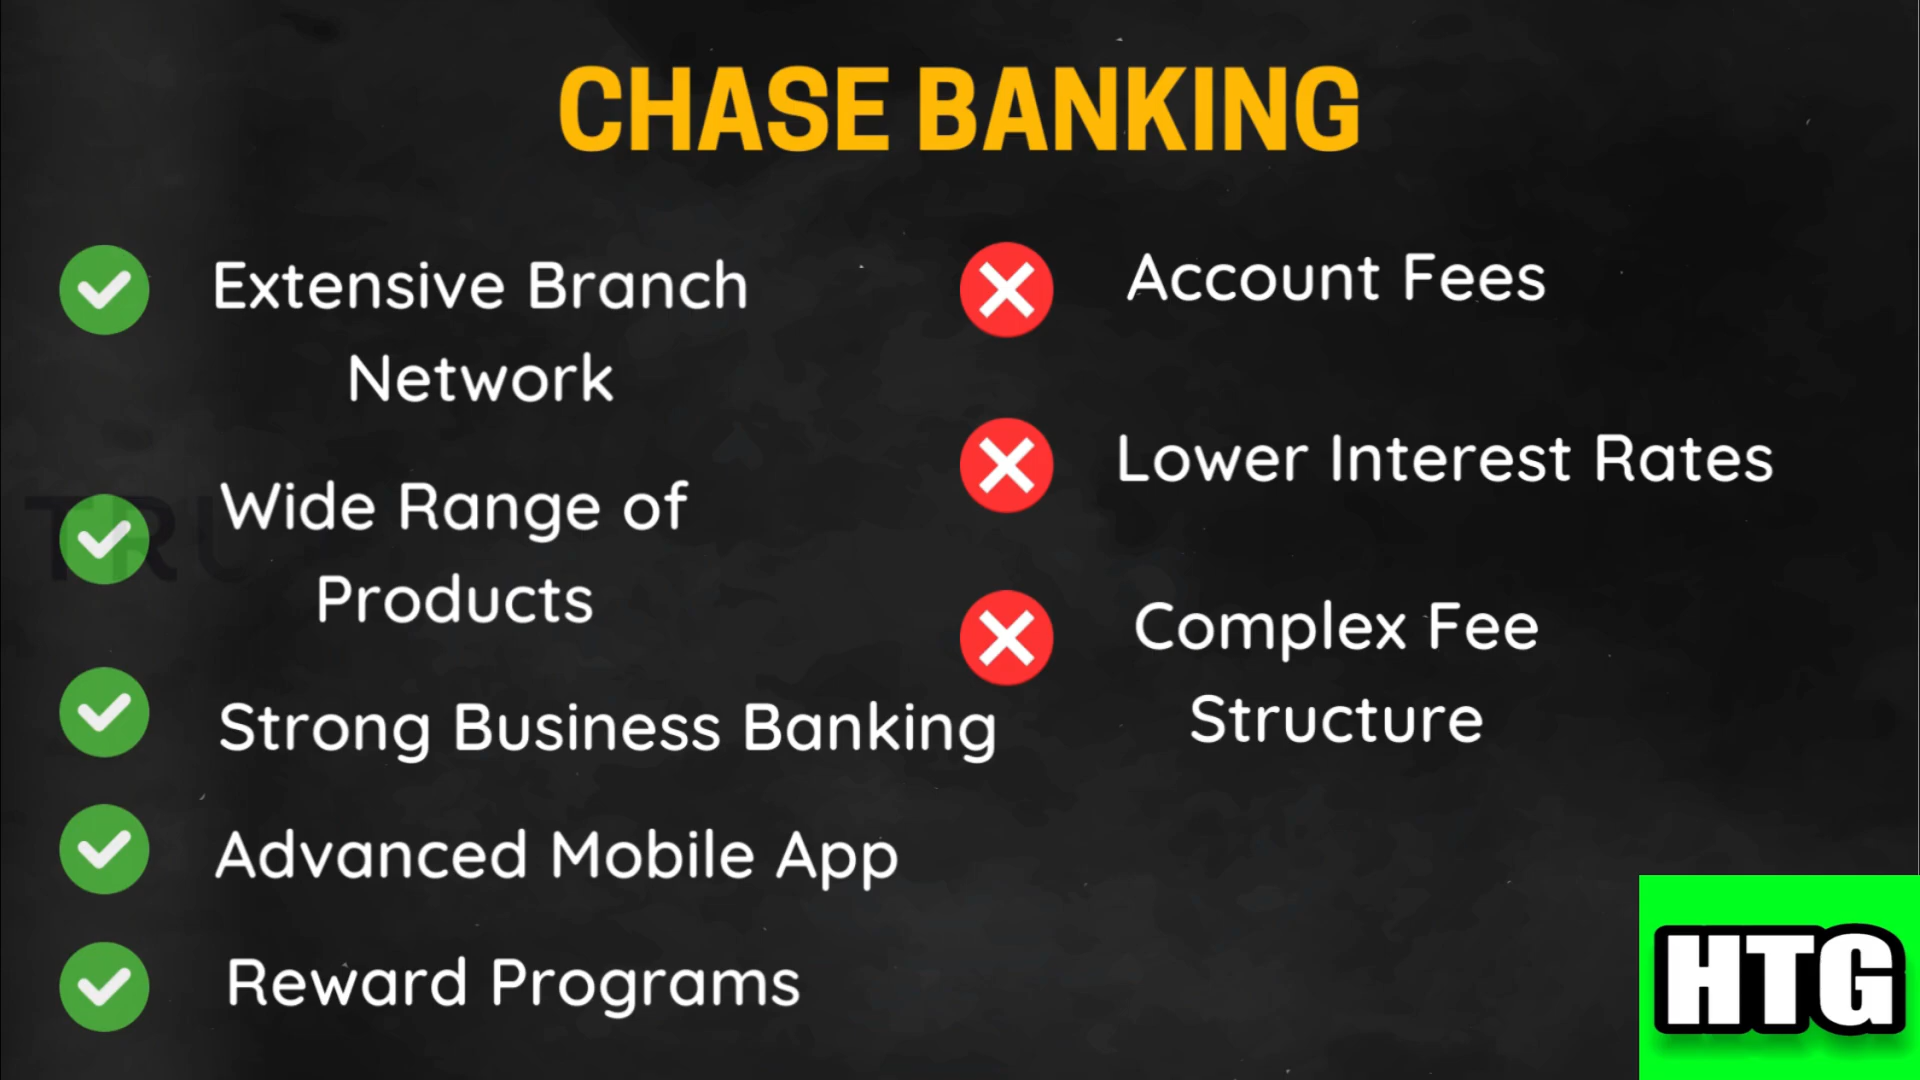 CHASE BANKING
Extensive Branch
Network
Wide Range of
Products
Strong Business Banking
Advanced Mobile App
Reward Programs
Account Fees
Lower Interest Rates
Complex Fee
Structure
HTG